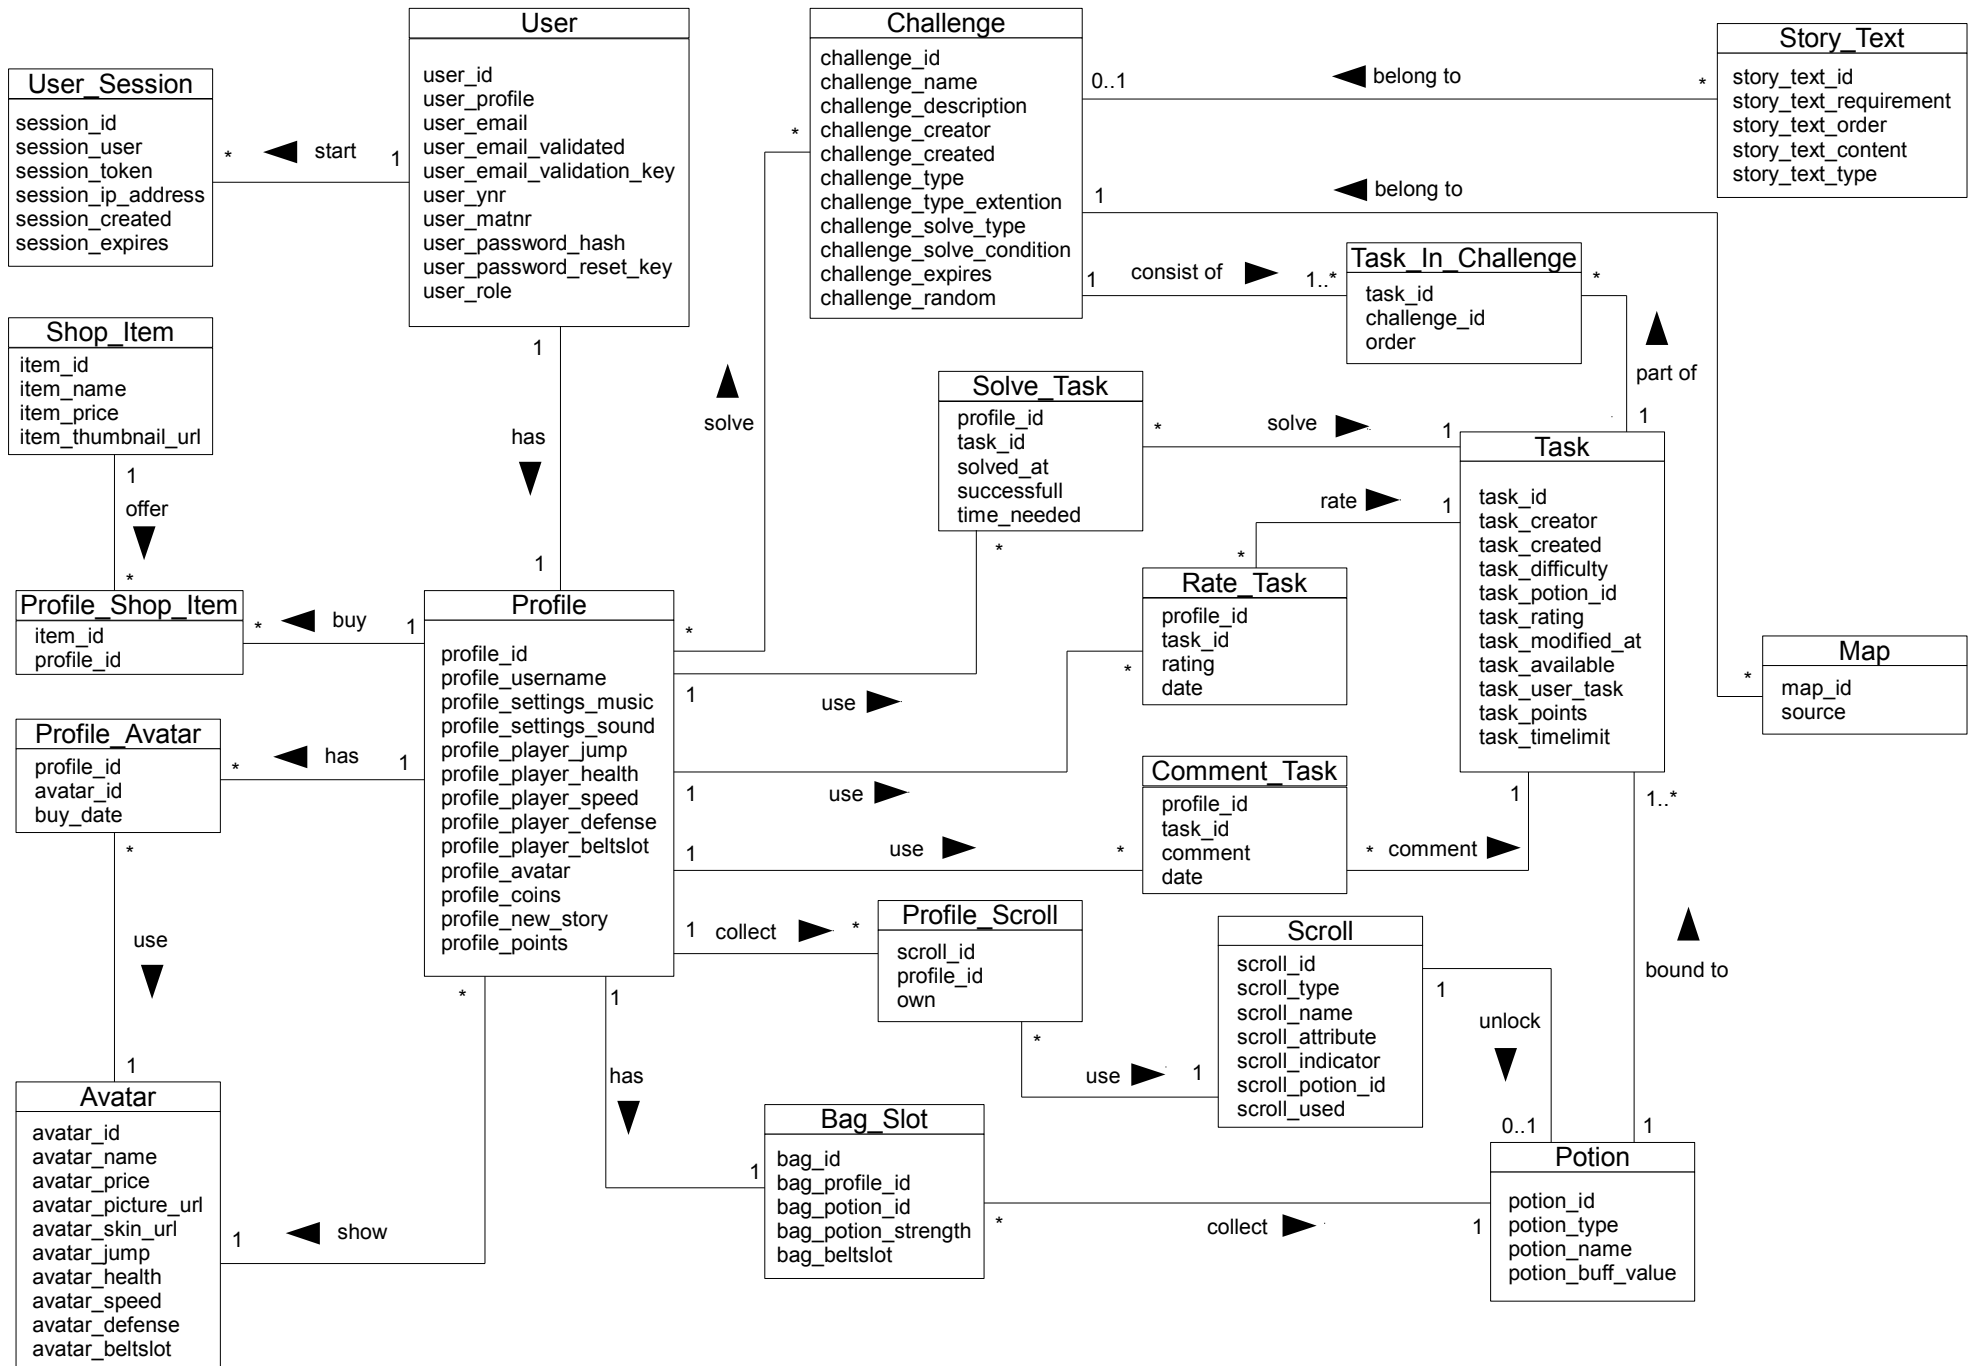 User
user_id
user_profile
user_email
user_email_validated
user_email_validation_key
user_ynr
user_matnr
user_password_hash
user_password_reset_key
user_role
Challenge
challenge_id
challenge_name
challenge_description
challenge_creator
challenge_created
challenge_type
challenge_type_extention
challenge_solve_type
challenge_solve_condition
challenge_expires
challenge_random
Story_Text
story_text_id
story_text_requirement
story_text_order
story_text_content
story_text_type
0..1
belong to
*
1
belong to
*
User_Session
session_id
session_user
session_token
session_ip_address
session_created
session_expires
*
start
1
1
consist of
1..*
Task_In_Challenge
task_id
challenge_id
order
*
part of
1
Shop_Item
item_id
item_name
item_price
item_thumbnail_url
1
offer
*
1
has
1
*
solve
*
Solve_Task
profile_id
task_id
solved_at
successfull
time_needed
*
solve
1
*
rate
1
*
Task
task_id
task_creator
task_created
task_difficulty
task_potion_id
task_rating
task_modified_at
task_available
task_user_task
task_points
task_timelimit
Rate_Task
profile_id
task_id
rating
date
*
Map
map_id
source
Profile_Shop_Item
item_id
profile_id
*
buy
1
Profile
profile_id
profile_username
profile_settings_music
profile_settings_sound
profile_player_jump
profile_player_health
profile_player_speed
profile_player_defense
profile_player_beltslot
profile_avatar
profile_coins
profile_new_story
profile_points
1
use
1
use
1
use
*
Profile_Avatar
profile_id
avatar_id
buy_date
*
has
1
*
use
1
Comment_Task
profile_id
task_id
comment
date
*
comment
1
1..*
bound to
1
1
collect
*
Profile_Scroll
scroll_id
profile_id
own
*
use
1
Scroll
scroll_id
scroll_type
scroll_name
scroll_attribute
scroll_indicator
scroll_potion_id
scroll_used
1
unlock
0..1
*
show
1
1
has
1
Avatar
avatar_id
avatar_name
avatar_price
avatar_picture_url
avatar_skin_url
avatar_jump
avatar_health
avatar_speed
avatar_defense
avatar_beltslot
Bag_Slot
bag_id
bag_profile_id
bag_potion_id
bag_potion_strength
bag_beltslot
*
collect
1
Potion
potion_id
potion_type
potion_name
potion_buff_value